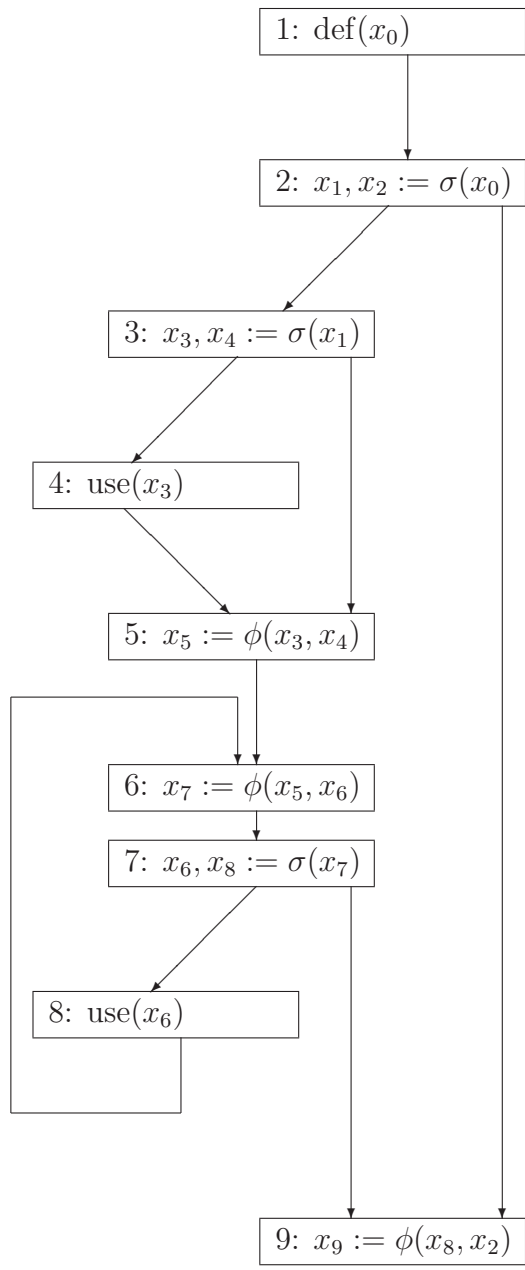 1: def(x₀)
2: x₁, x₂ := σ(x₀)
3: x₃, x₄ := σ(x₁)
4: use(x₃)
5: x₅ := ϕ(x₃, x₄)
6: x₇ := ϕ(x₅, x₆)
7: x₆, x₈ := σ(x₇)
8: use(x₆)
9: x₉ := ϕ(x₈, x₂)